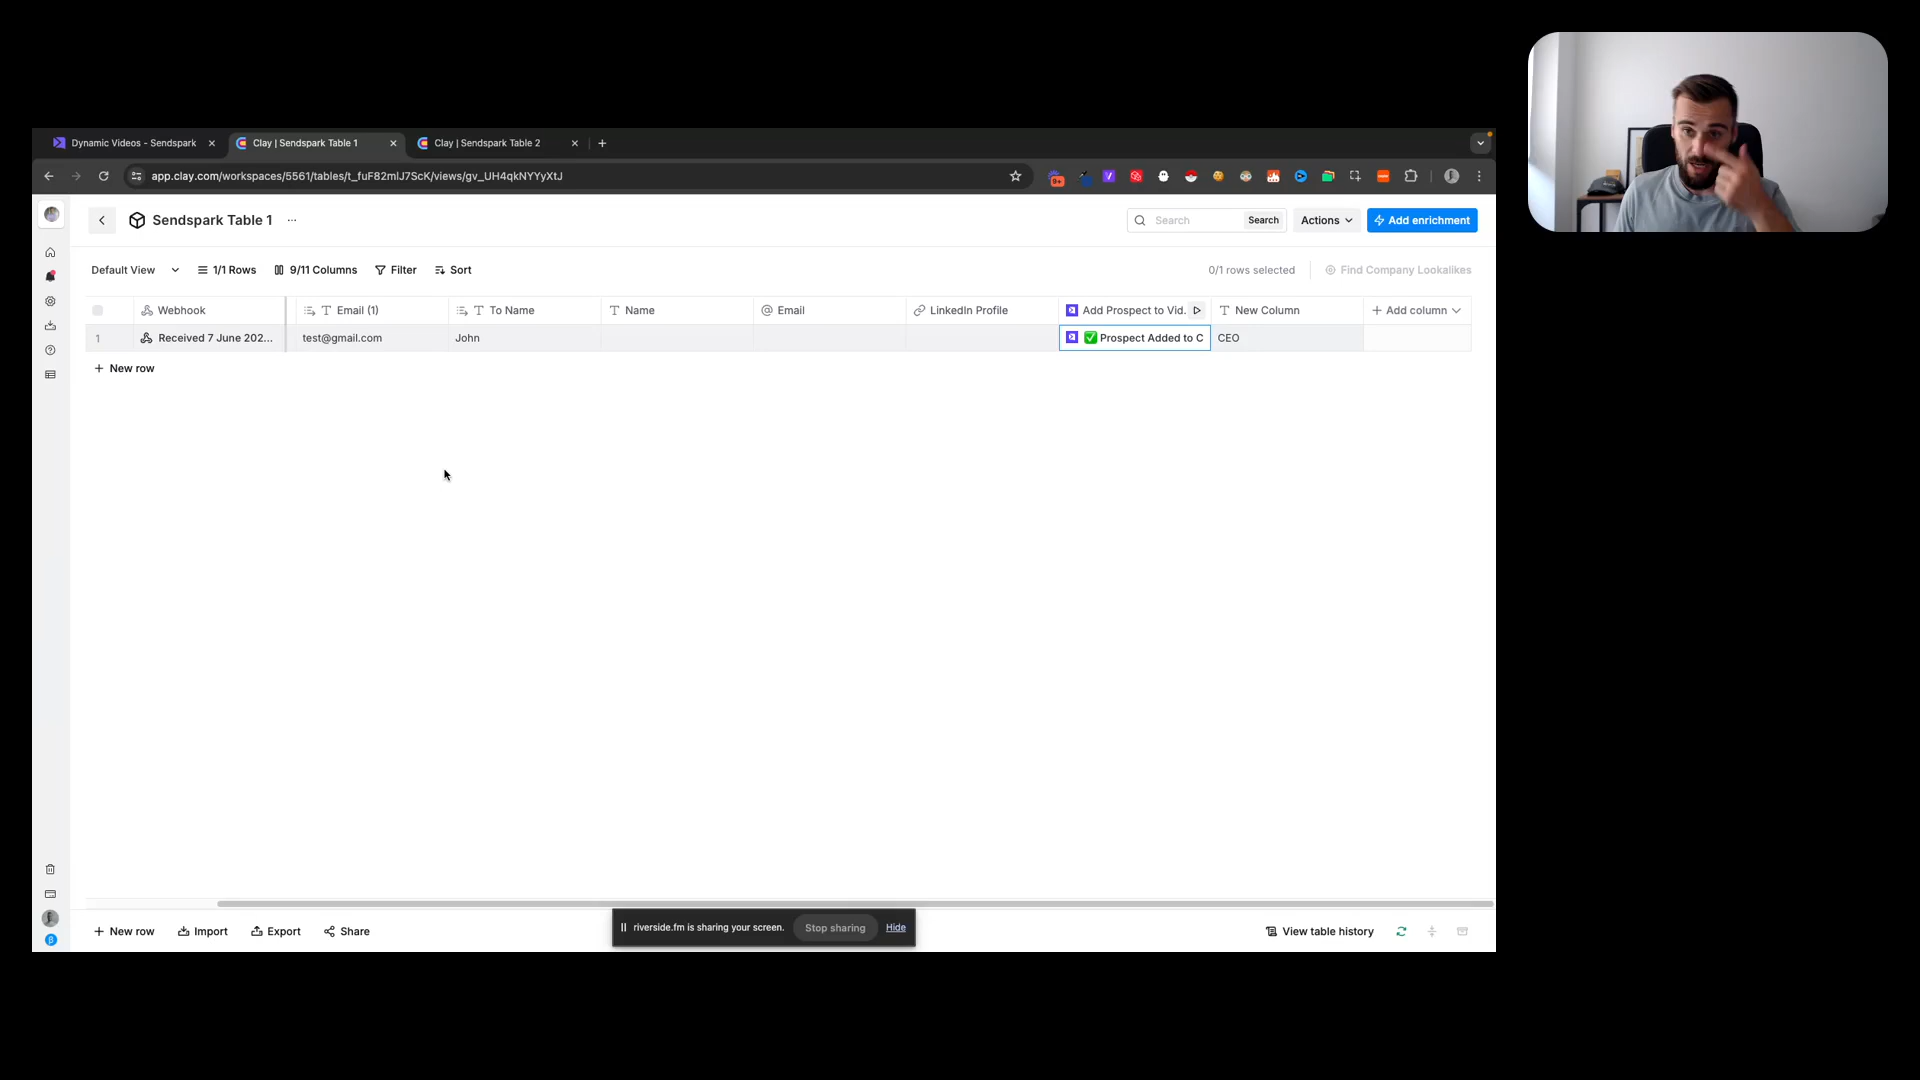 Dynamic Videos - Sendspark
Clay | Sendspark Table 1
Clay | Sendspark Table 2
app.clay.com/workspaces/5561/tables/t_fuF82mlJ7ScK/views/gv_UH4qkNYYyXtJ
Sendspark Table 1
Search
Search
Actions
Add enrichment
Default View
1/1 Rows
9/11 Columns
Filter
Sort
0/1 rows selected
Find Company Lookalikes
Webhook
Email (1)
To Name
Name
Email
LinkedIn Profile
Add Prospect to Vid.
New Column
+ Add column
1
Received 7 June 202...
test@gmail.com
John
✅ Prospect Added to C
CEO
+ New row
+ New row
Import
Export
Share
riverside.fm is sharing your screen.
Stop sharing
Hide
View table history